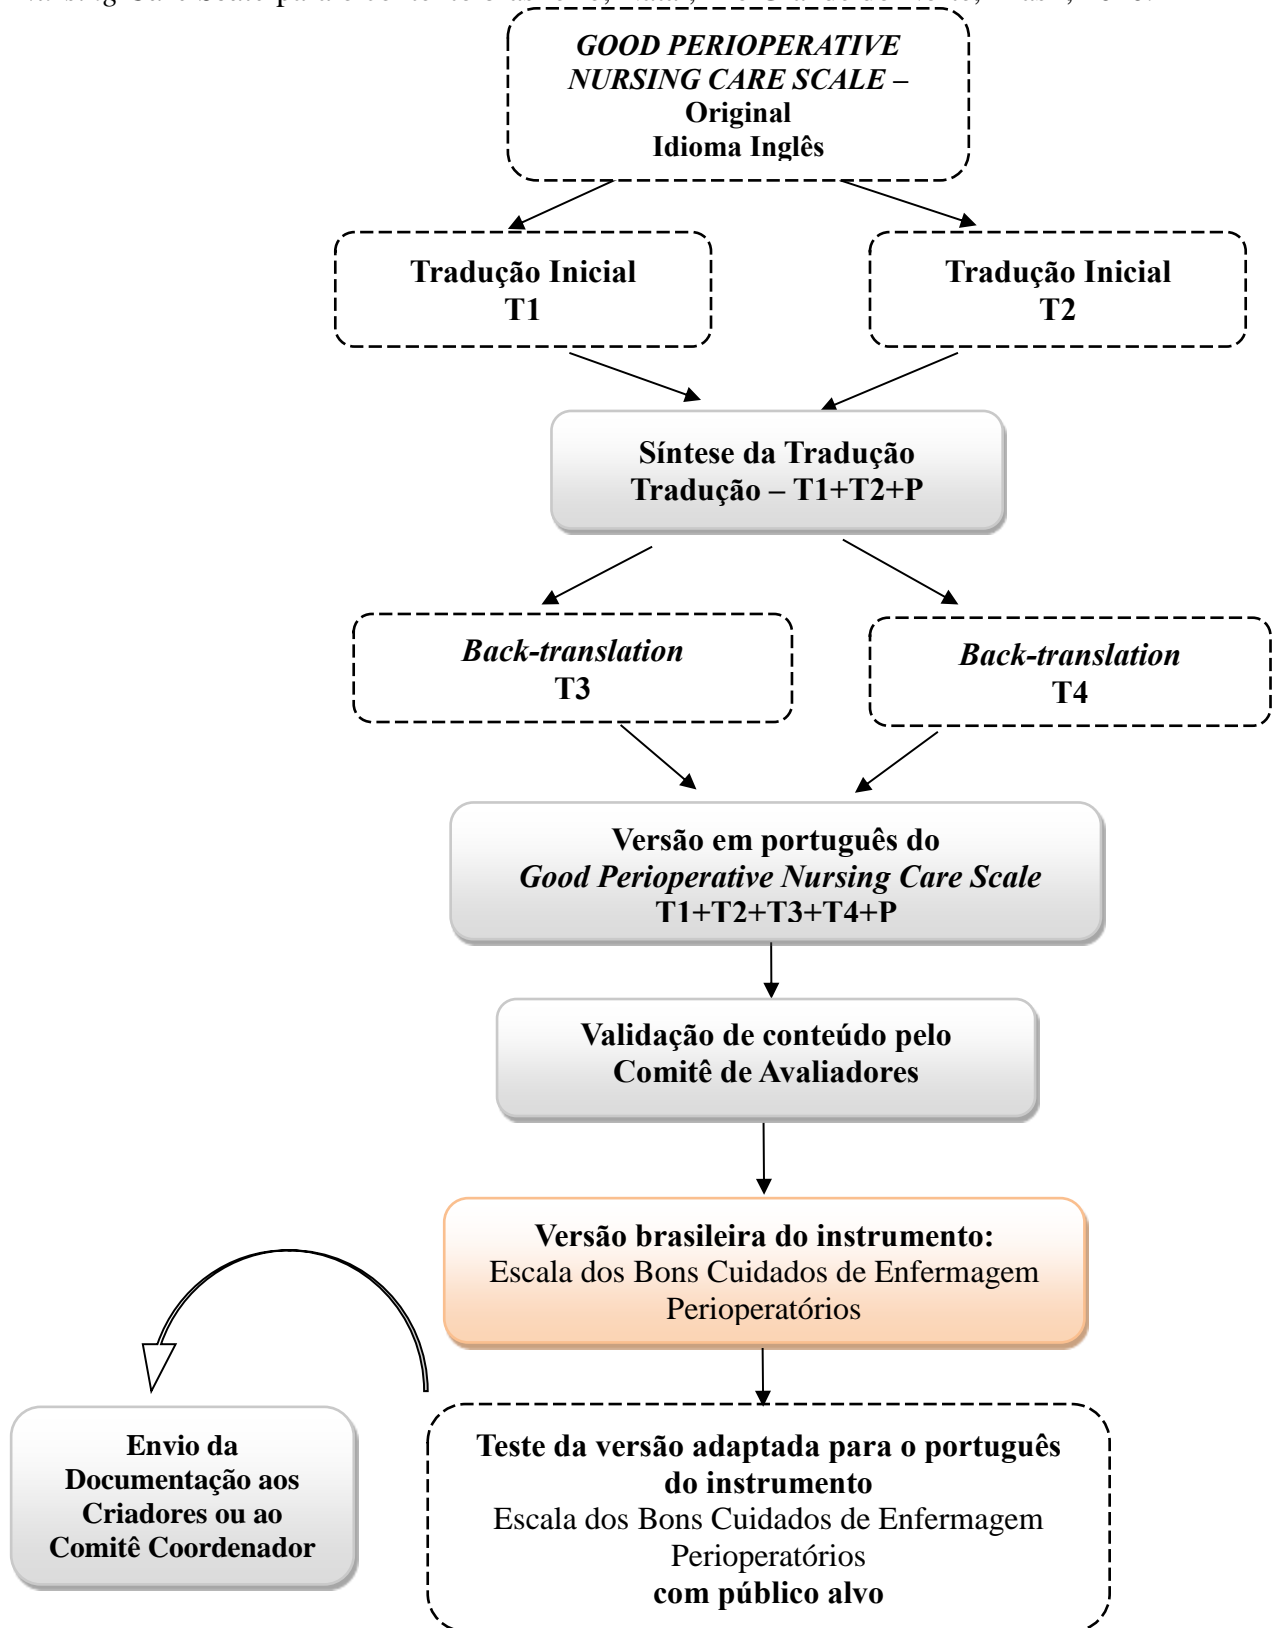 GOOD PERIOPERATIVE
NURSING CARE SCALE –
Original
Idioma Inglês
Tradução Inicial
T1
Tradução Inicial
T2
Síntese da Tradução
Tradução – T1+T2+P
Back-translation
T3
Back-translation
T4
Versão em português do
Good Perioperative Nursing Care Scale
T1+T2+T3+T4+P
Validação de conteúdo pelo
Comitê de Avaliadores
Versão brasileira do instrumento:
Escala dos Bons Cuidados de Enfermagem
Perioperatórios
Envio da
Documentação aos
Criadores ou ao
Comitê Coordenador
Teste da versão adaptada para o português
do instrumento
Escala dos Bons Cuidados de Enfermagem
Perioperatórios
com público alvo